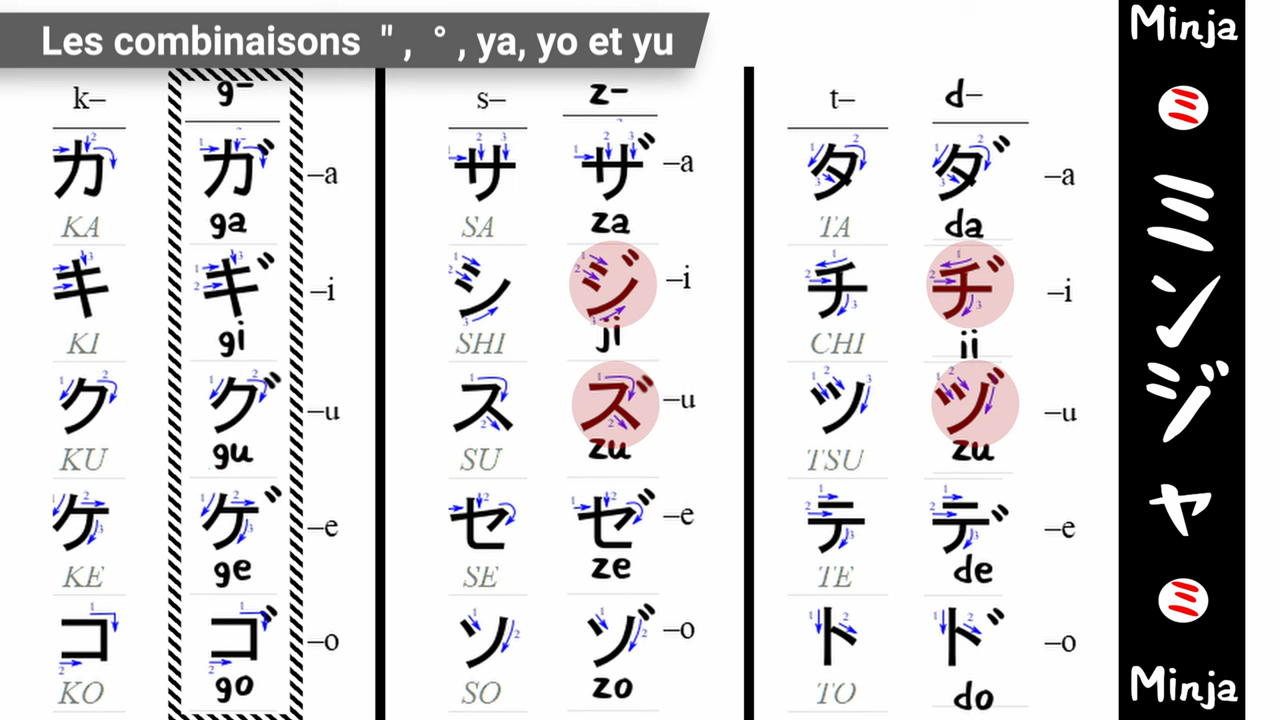 Les combinaisons " , ° , ya, yo et yu
k– g– s– z– t– d–
カ ガ –a サ ザ –a タ ダ –a
KA ga SA za TA da
キ ギ –i シ ジ –i チ ヂ –i
KI gi SHI ji CHI ji
ク グ –u ス ズ –u ツ ヅ –u
KU gu SU zu TSU zu
ケ ゲ –e セ ゼ –e テ デ –e
KE ge SE ze TE de
コ ゴ –o ソ ゾ –o ト ド –o
KO go SO zo TO do
Minja
ミ
ミンジャ
ミ
Minja